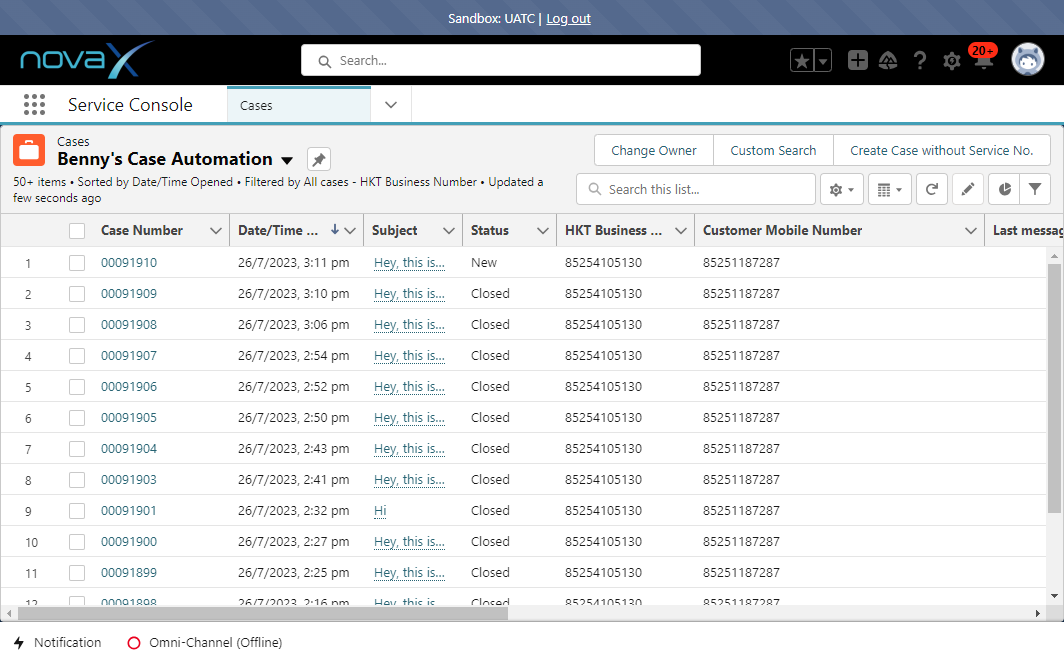 Sandbox: UATC | Log out
novaX
Search...
20+
Service Console
Cases
Cases
Benny's Case Automation
Change Owner
Custom Search
Create Case without Service No.
50+ items • Sorted by Date/Time Opened • Filtered by All cases - HKT Business Number • Updated a
few seconds ago
Search this list...
Case Number Date/Time ... Subject Status HKT Business ... Customer Mobile Number Last messag
1 00091910 26/7/2023, 3:11 pm Hey, this is... New 85254105130 85251187287
2 00091909 26/7/2023, 3:10 pm Hey, this is... Closed 85254105130 85251187287
3 00091908 26/7/2023, 3:06 pm Hey, this is... Closed 85254105130 85251187287
4 00091907 26/7/2023, 2:54 pm Hey, this is... Closed 85254105130 85251187287
5 00091906 26/7/2023, 2:52 pm Hey, this is... Closed 85254105130 85251187287
6 00091905 26/7/2023, 2:50 pm Hey, this is... Closed 85254105130 85251187287
7 00091904 26/7/2023, 2:43 pm Hey, this is... Closed 85254105130 85251187287
8 00091903 26/7/2023, 2:41 pm Hey, this is... Closed 85254105130 85251187287
9 00091901 26/7/2023, 2:32 pm Hi Closed 85254105130 85251187287
10 00091900 26/7/2023, 2:27 pm Hey, this is... Closed 85254105130 85251187287
11 00091899 26/7/2023, 2:25 pm Hey, this is... Closed 85254105130 85251187287
12 00091898 26/7/2023, 2:16 pm Hey, this is... Closed 85254105130 85251187287
Notification
Omni-Channel (Offline)